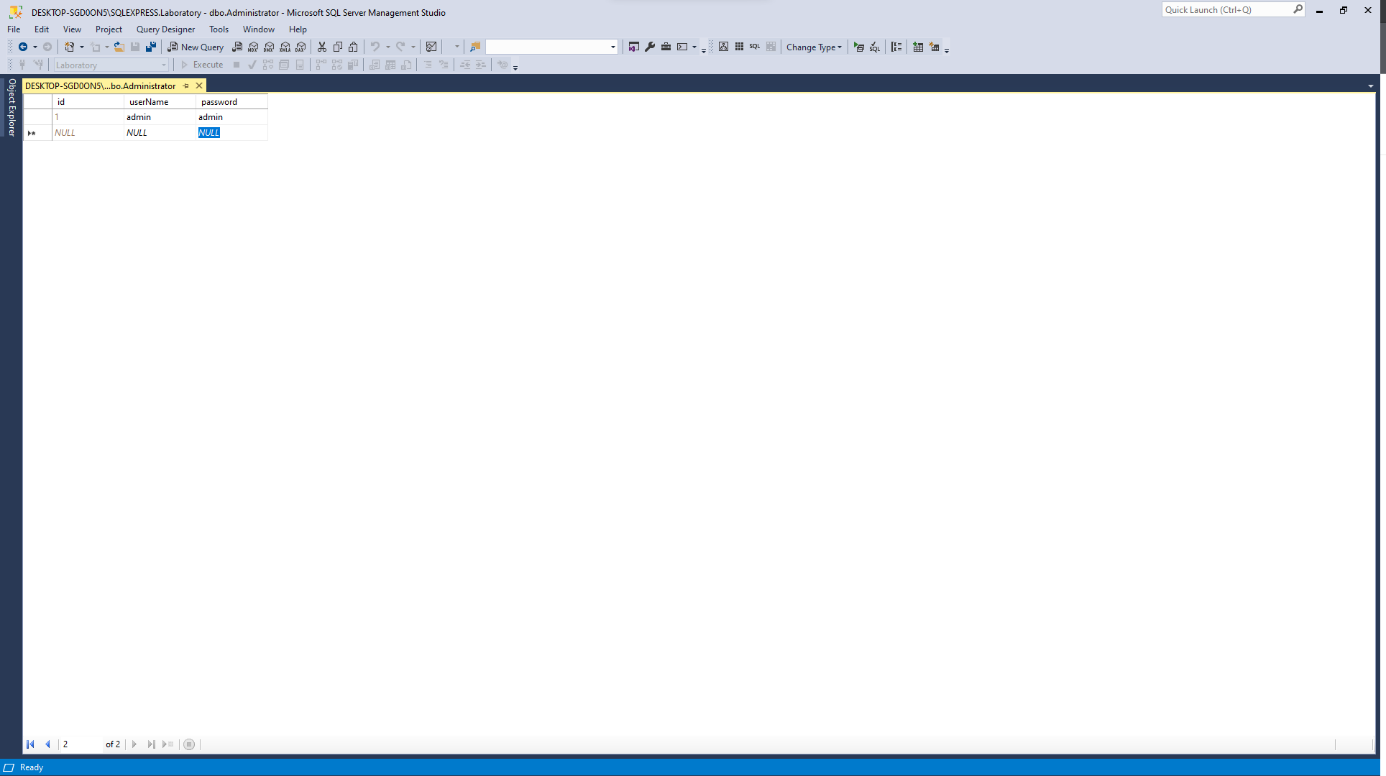 DESKTOP-SGD0ON5\SQLEXPRESS.Laboratory - dbo.Administrator - Microsoft SQL Server Management Studio
Quick Launch (Ctrl+Q)
File Edit View Project Query Designer Tools Window Help
New Query
SQL Change Type
Laboratory Execute
Object Explorer
DESKTOP-SGD0ON5\...bo.Administrator
id userName password
1 admin admin
NULL NULL NULL
2 of 2
Ready